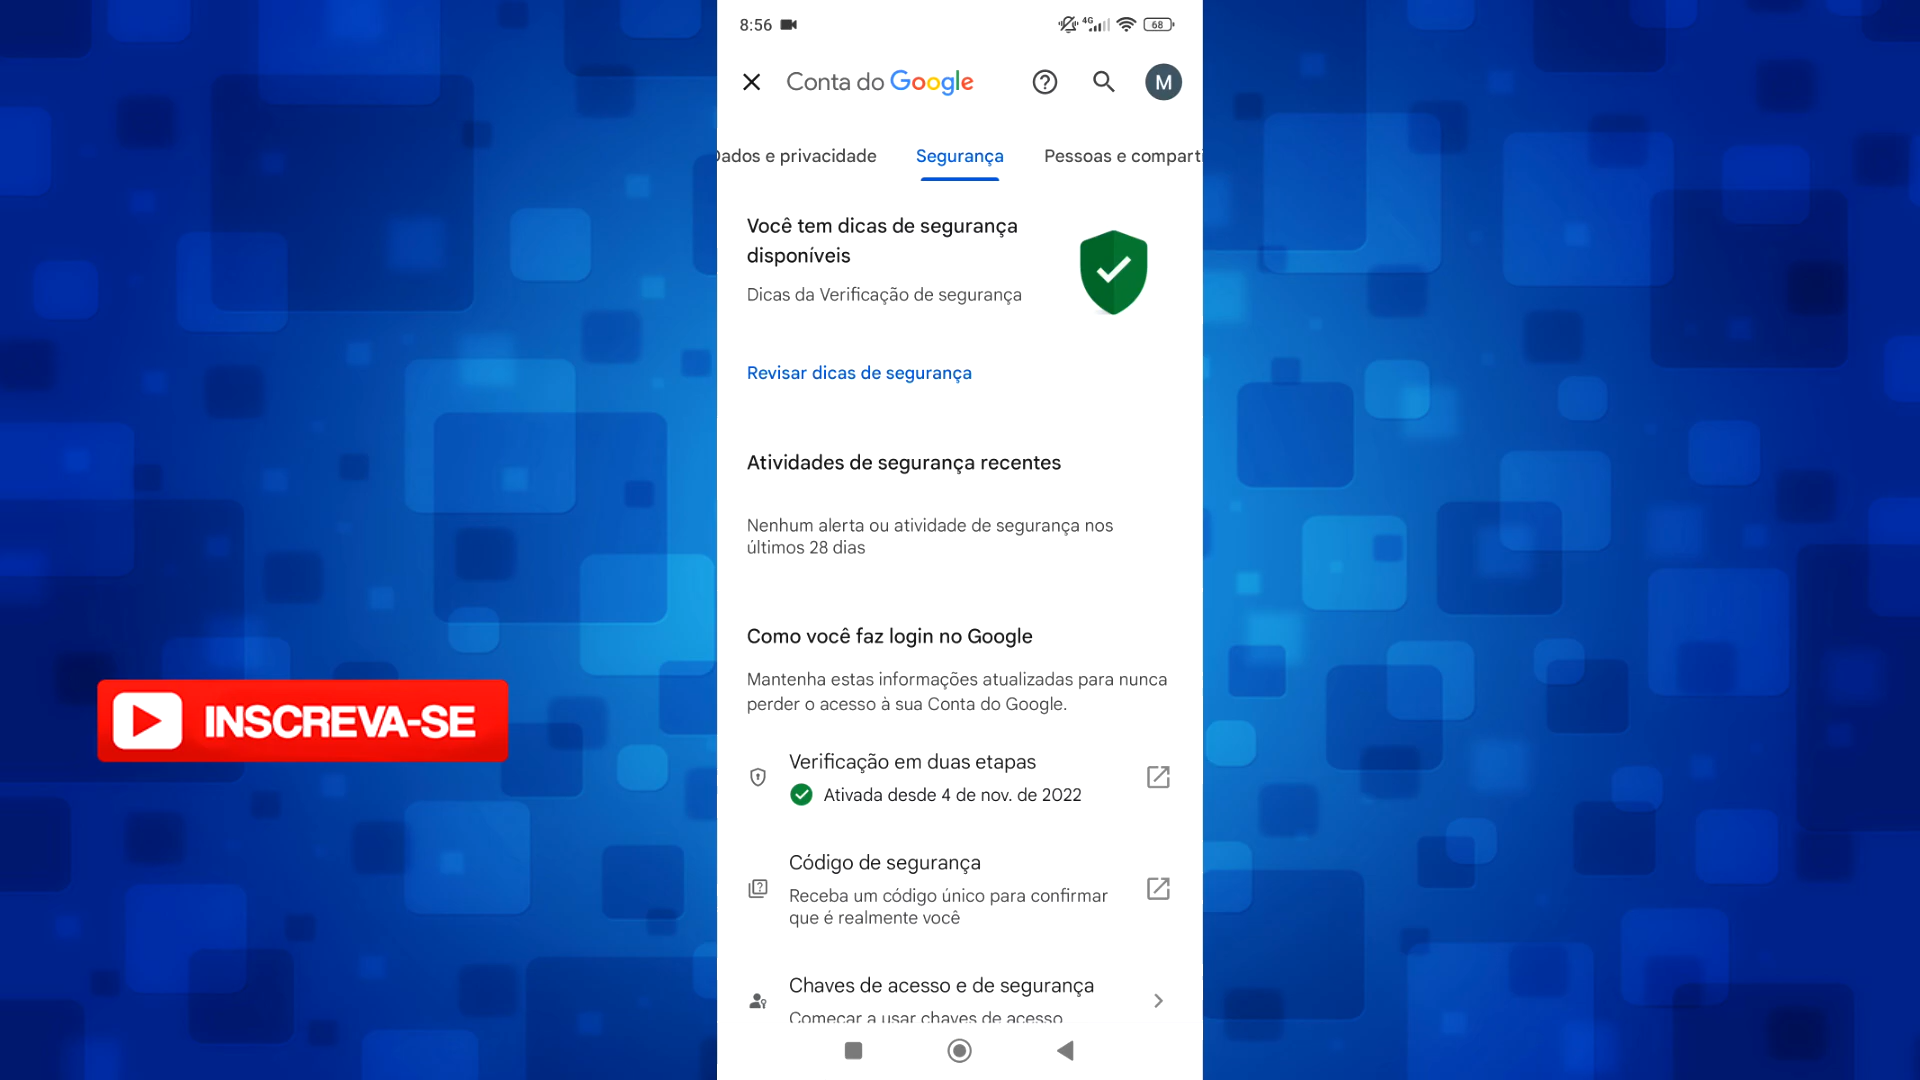 8:56
4G
68
Conta do Google
M
Dados e privacidade
Segurança
Pessoas e comparti
Você tem dicas de segurança
disponíveis
Dicas da Verificação de segurança
Revisar dicas de segurança
Atividades de segurança recentes
Nenhum alerta ou atividade de segurança nos
últimos 28 dias
Como você faz login no Google
Mantenha estas informações atualizadas para nunca
perder o acesso à sua Conta do Google.
INSCREVA-SE
Verificação em duas etapas
Ativada desde 4 de nov. de 2022
Código de segurança
Receba um código único para confirmar
que é realmente você
Chaves de acesso e de segurança
Começar a usar chaves de acesso